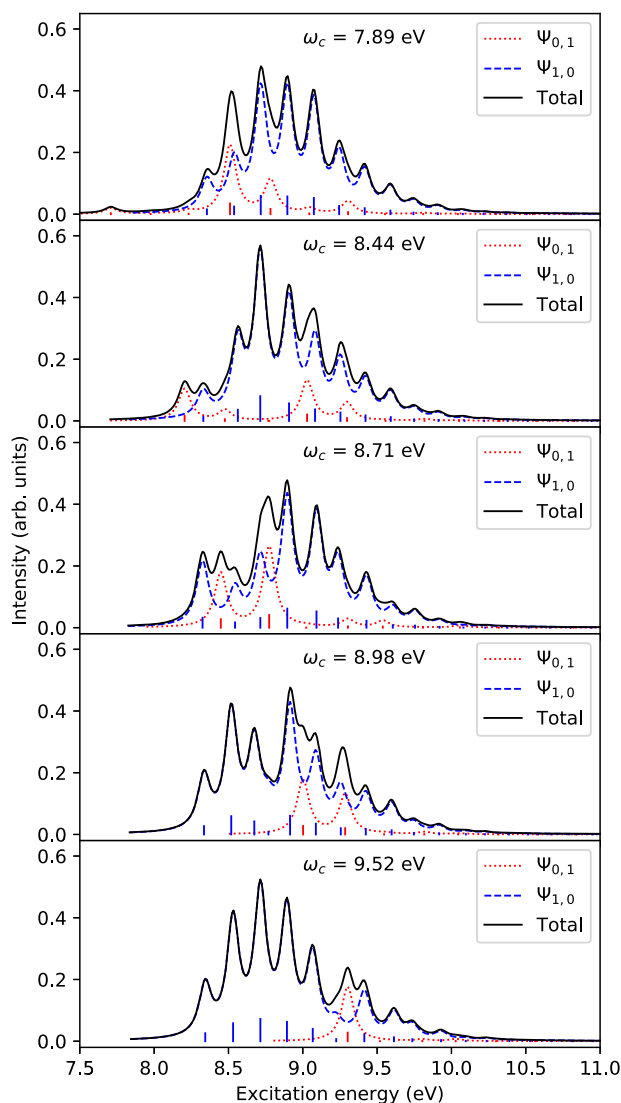 0.6
0.4
0.2
0.0
ω_c = 7.89 eV
Ψ_{0,1}
Ψ_{1,0}
Total
0.6
0.4
0.2
0.0
ω_c = 8.44 eV
Ψ_{0,1}
Ψ_{1,0}
Total
Intensity (arb. units)
0.6
0.4
0.2
0.0
ω_c = 8.71 eV
Ψ_{0,1}
Ψ_{1,0}
Total
0.6
0.4
0.2
0.0
ω_c = 8.98 eV
Ψ_{0,1}
Ψ_{1,0}
Total
0.6
0.4
0.2
0.0
ω_c = 9.52 eV
Ψ_{0,1}
Ψ_{1,0}
Total
7.5 8.0 8.5 9.0 9.5 10.0 10.5 11.0
Excitation energy (eV)